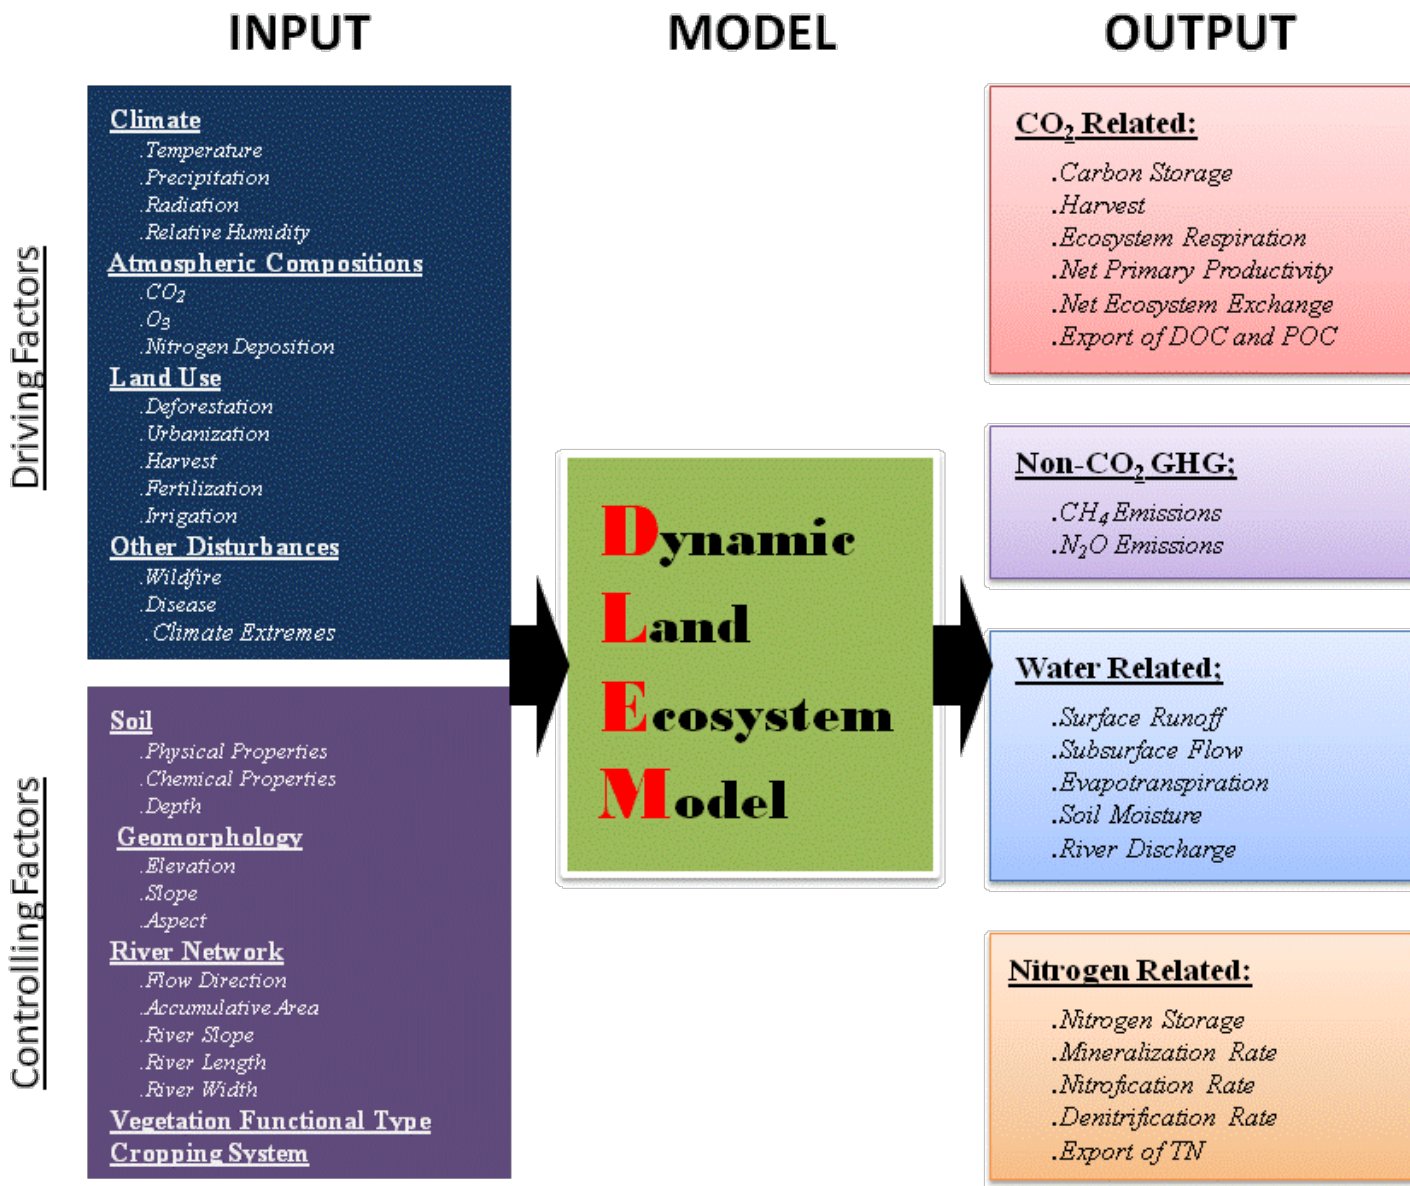 INPUT
MODEL
OUTPUT
Driving Factors
Climate
.Temperature
.Precipitation
.Radiation
.Relative Humidity
Atmospheric Compositions
.CO2
.O3
.Nitrogen Deposition
Land Use
.Deforestation
.Urbanization
.Harvest
.Fertilization
.Irrigation
Other Disturbances
.Wildfire
.Disease
.Climate Extremes
Controlling Factors
Soil
.Physical Properties
.Chemical Properties
.Depth
Geomorphology
.Elevation
.Slope
.Aspect
River Network
.Flow Direction
.Accumulative Area
.River Slope
.River Length
.River Width
Vegetation Functional Type
Cropping System
Dynamic
Land
Ecosystem
Model
CO2 Related:
.Carbon Storage
.Harvest
.Ecosystem Respiration
.Net Primary Productivity
.Net Ecosystem Exchange
.Export of DOC and POC
Non-CO2 GHG;
.CH4 Emissions
.N2O Emissions
Water Related;
.Surface Runoff
.Subsurface Flow
.Evapotranspiration
.Soil Moisture
.River Discharge
Nitrogen Related:
.Nitrogen Storage
.Mineralization Rate
.Nitrofication Rate
.Denitrification Rate
.Export of TN